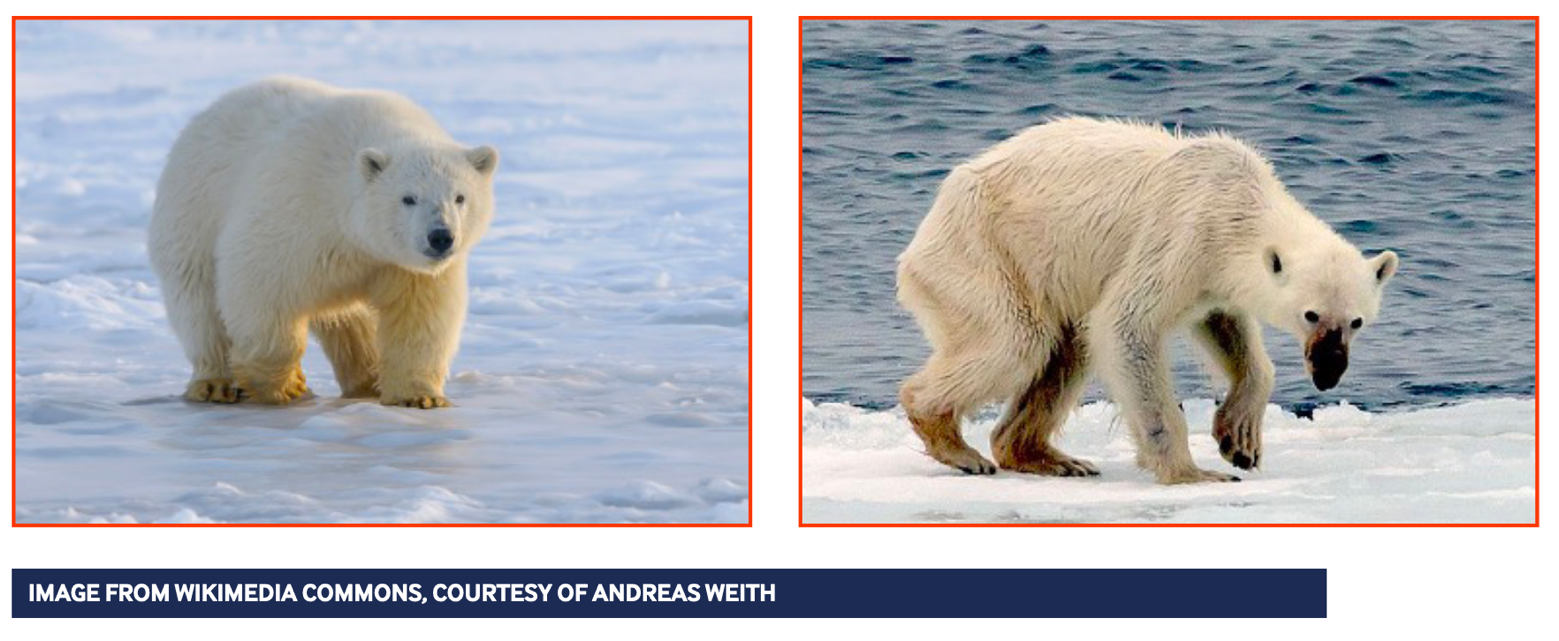 IMAGE FROM WIKIMEDIA COMMONS, COURTESY OF ANDREAS WEITH